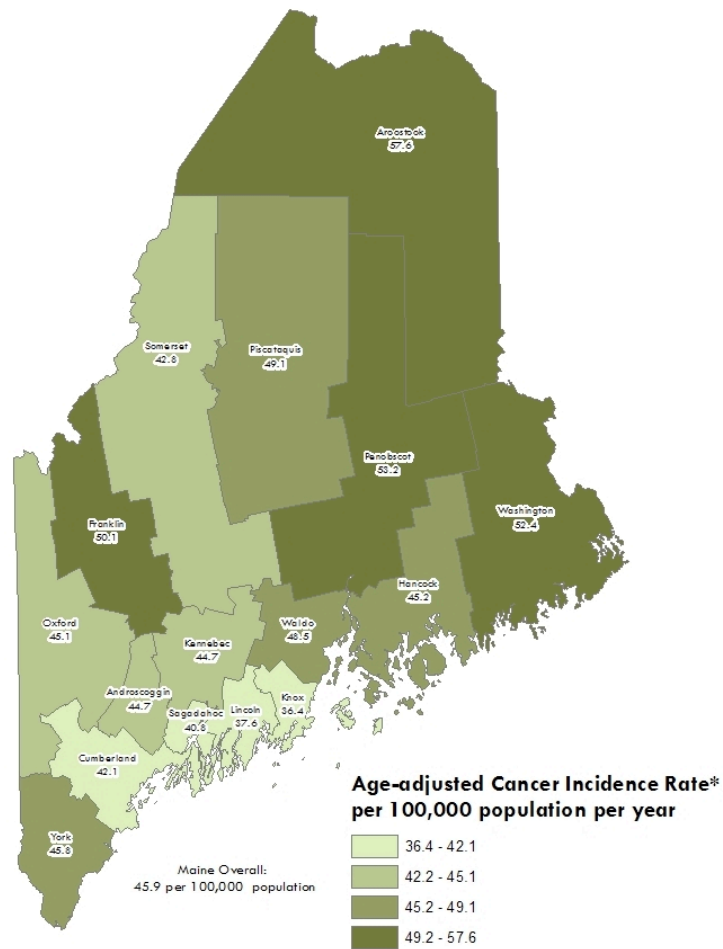 Aroostook
57.6
Somerset
42.8
Piscataquis
49.1
Penobscot
53.2
Washington
52.4
Franklin
50.1
Hancock
45.2
Oxford
45.1
Waldo
48.5
Kennebec
44.7
Androscoggin
44.7
Knox
36.4
Lincoln
37.6
Sagadahoc
40.8
Cumberland
42.1
York
45.8
Maine Overall:
45.9 per 100,000 population
Age-adjusted Cancer Incidence Rate*
per 100,000 population per year
36.4 - 42.1
42.2 - 45.1
45.2 - 49.1
49.2 - 57.6